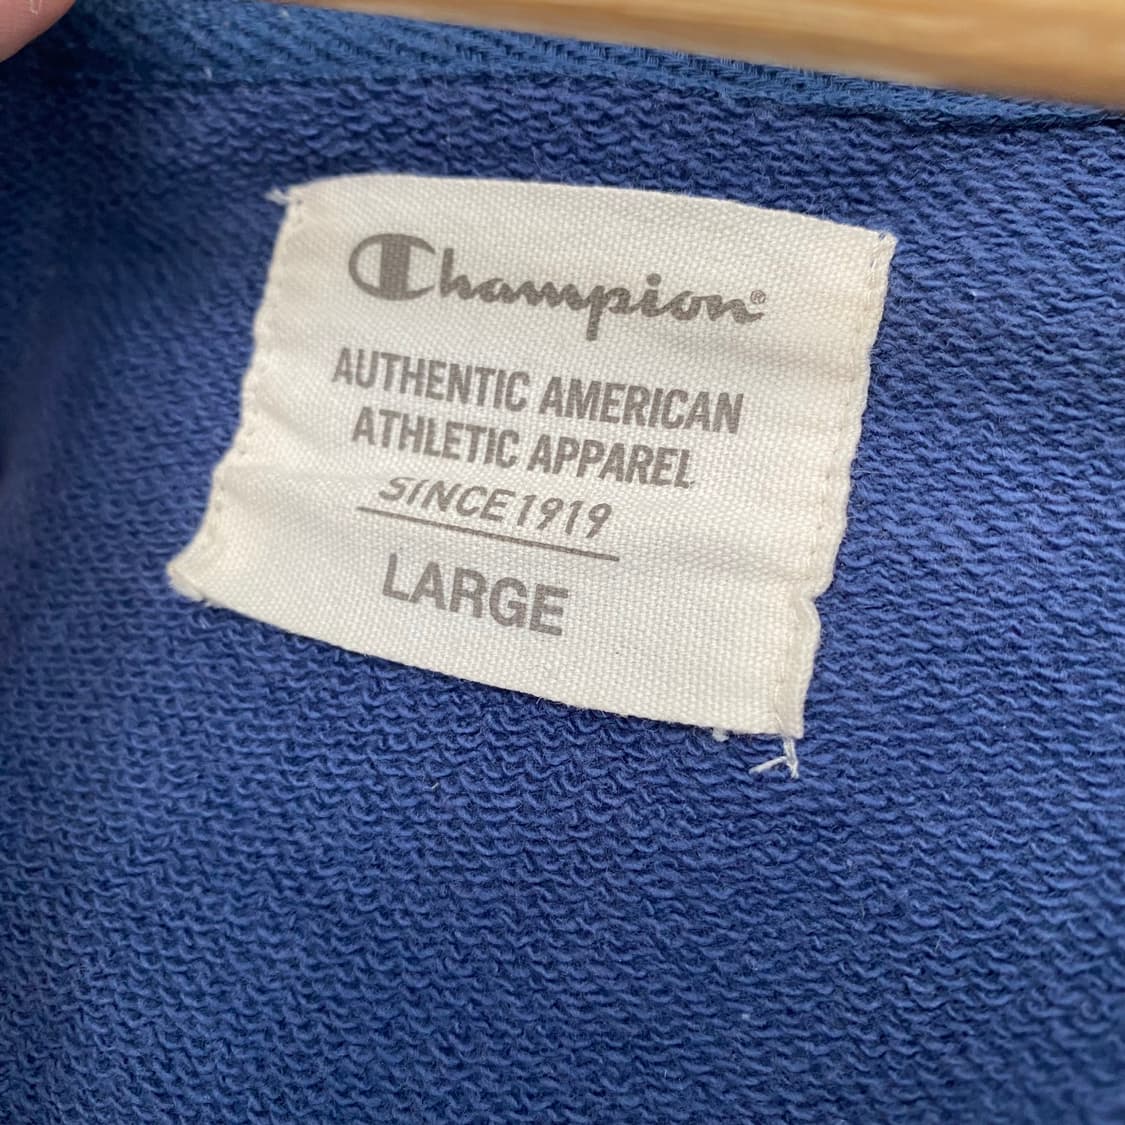 Champion®
AUTHENTIC AMERICAN
ATHLETIC APPAREL
SINCE 1919
LARGE